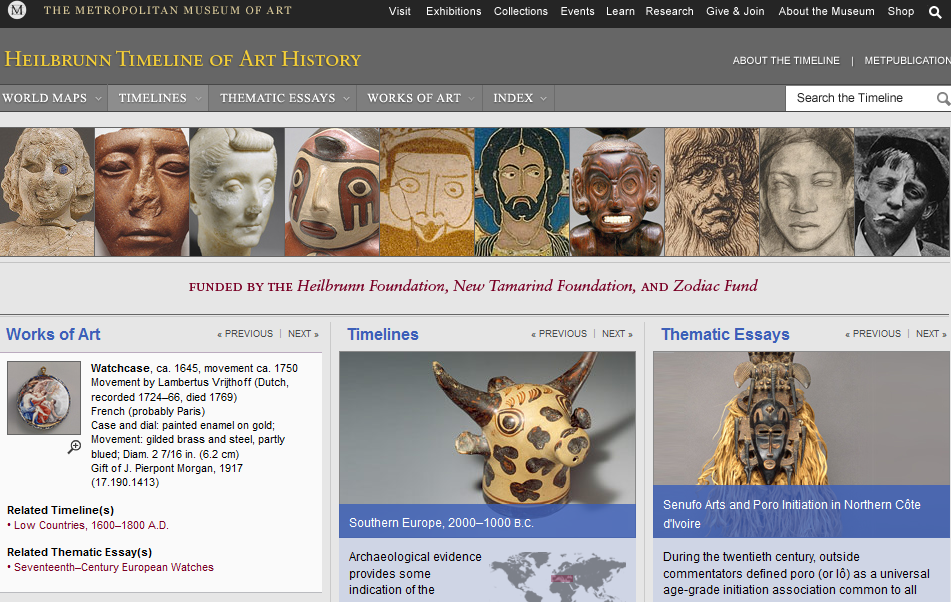 M THE METROPOLITAN MUSEUM OF ART
Visit Exhibitions Collections Events Learn Research Give & Join About the Museum Shop
HEILBRUNN TIMELINE OF ART HISTORY
ABOUT THE TIMELINE | METPUBLICATION
WORLD MAPS TIMELINES THEMATIC ESSAYS WORKS OF ART INDEX
Search the Timeline
FUNDED BY THE Heilbrunn Foundation, New Tamarind Foundation, AND Zodiac Fund
Works of Art
« PREVIOUS | NEXT »
Watchcase, ca. 1645, movement ca. 1750
Movement by Lambertus Vrijthoff (Dutch,
recorded 1724–66, died 1769)
French (probably Paris)
Case and dial: painted enamel on gold;
Movement: gilded brass and steel, partly
blued; Diam. 2 7/16 in. (6.2 cm)
Gift of J. Pierpont Morgan, 1917
(17.190.1413)
Related Timeline(s)
• Low Countries, 1600–1800 A.D.
Related Thematic Essay(s)
• Seventeenth–Century European Watches
Timelines
« PREVIOUS | NEXT »
Southern Europe, 2000–1000 B.C.
Archaeological evidence
provides some
indication of the
Thematic Essays
« PREVIOUS | NEXT »
Senufo Arts and Poro Initiation in Northern Côte
d'Ivoire
During the twentieth century, outside
commentators defined poro (or lô) as a universal
age-grade initiation association common to all